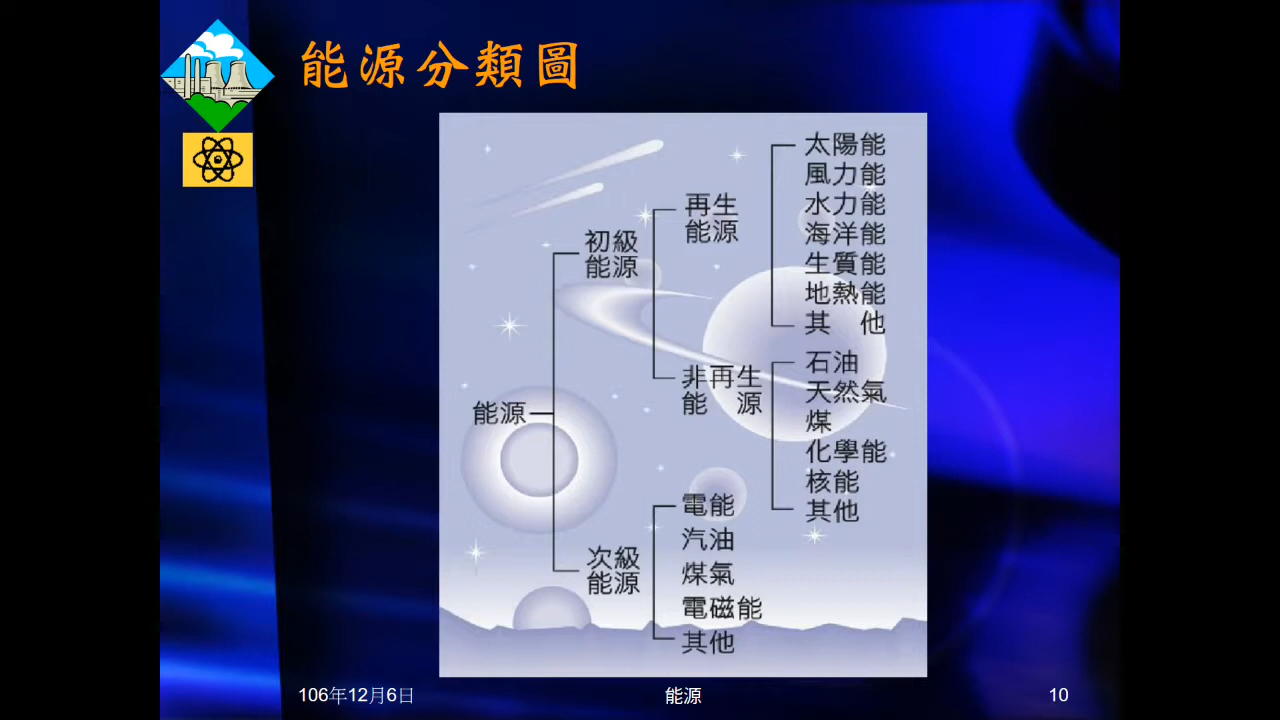 能源分類圖
太陽能
風力能
水力能
海洋能
生質能
地熱能
其 他
再生
能源
初級
能源
石油
天然氣
煤
化學能
核能
其他
非再生
能 源
能源
電能
汽油
煤氣
電磁能
其他
次級
能源
106年12月6日
能源
10